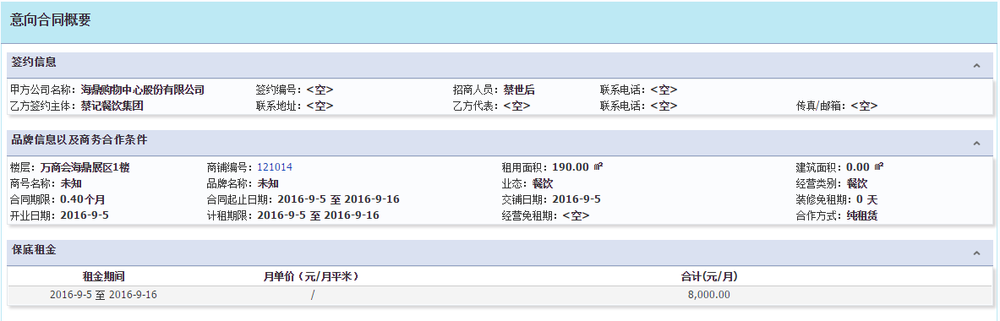 意向合同概要
签约信息
甲方公司名称：海鼎购物中心股份有限公司 签约编号：<空> 招商人员：禁世后 联系电话：<空>
乙方签约主体：禁记餐饮集团 联系地址：<空> 乙方代表：<空> 联系电话：<空> 传真/邮箱：<空>
品牌信息以及商务合作条件
楼层：万商会海鼎展区1楼 商铺编号：121014 租用面积：190.00 ㎡ 建筑面积：0.00 ㎡
商号名称：未知 品牌名称：未知 业态：餐饮 经营类别：餐饮
合同期限：0.40个月 合同起止日期：2016-9-5 至 2016-9-16 交铺日期：2016-9-5 装修免租期：0 天
开业日期：2016-9-5 计租期限：2016-9-5 至 2016-9-16 经营免租期：<空> 合作方式：纯租赁
保底租金
租金期间 月单价（元/月平米） 合计(元/月)
2016-9-5 至 2016-9-16 / 8,000.00